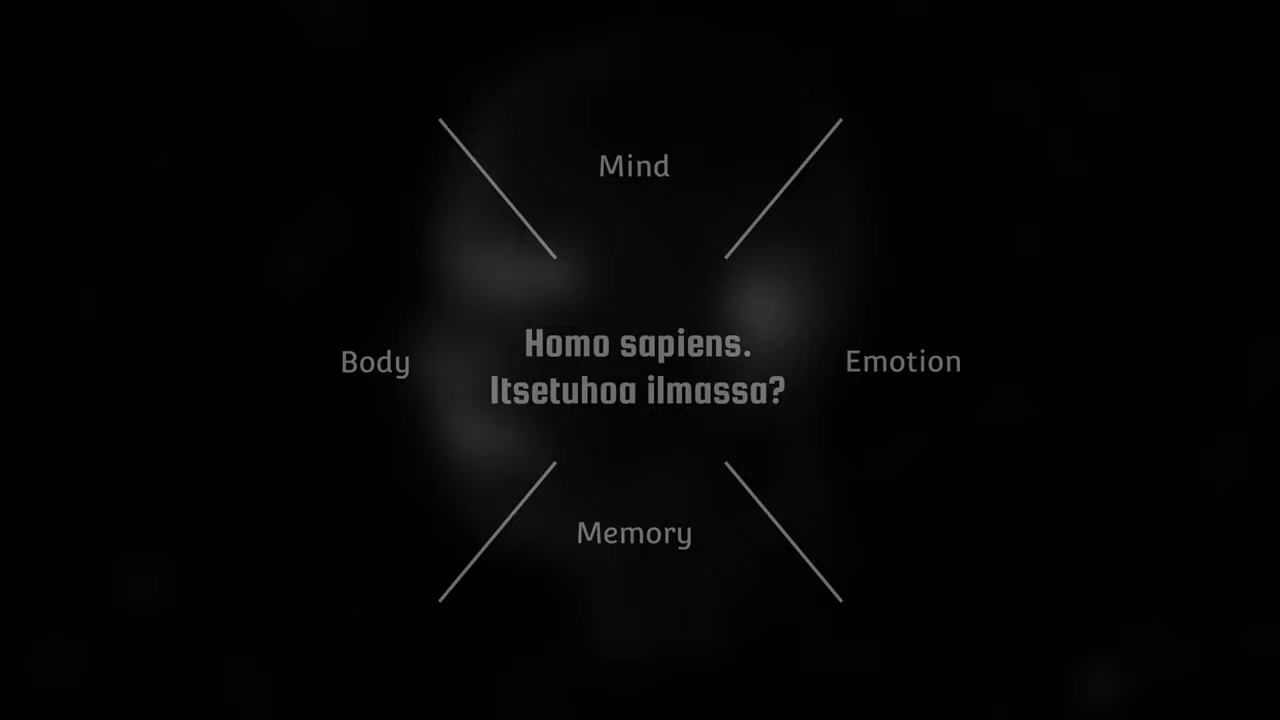 Mind
Homo sapiens.
Itsetuhoa ilmassa?
Body
Emotion
Memory